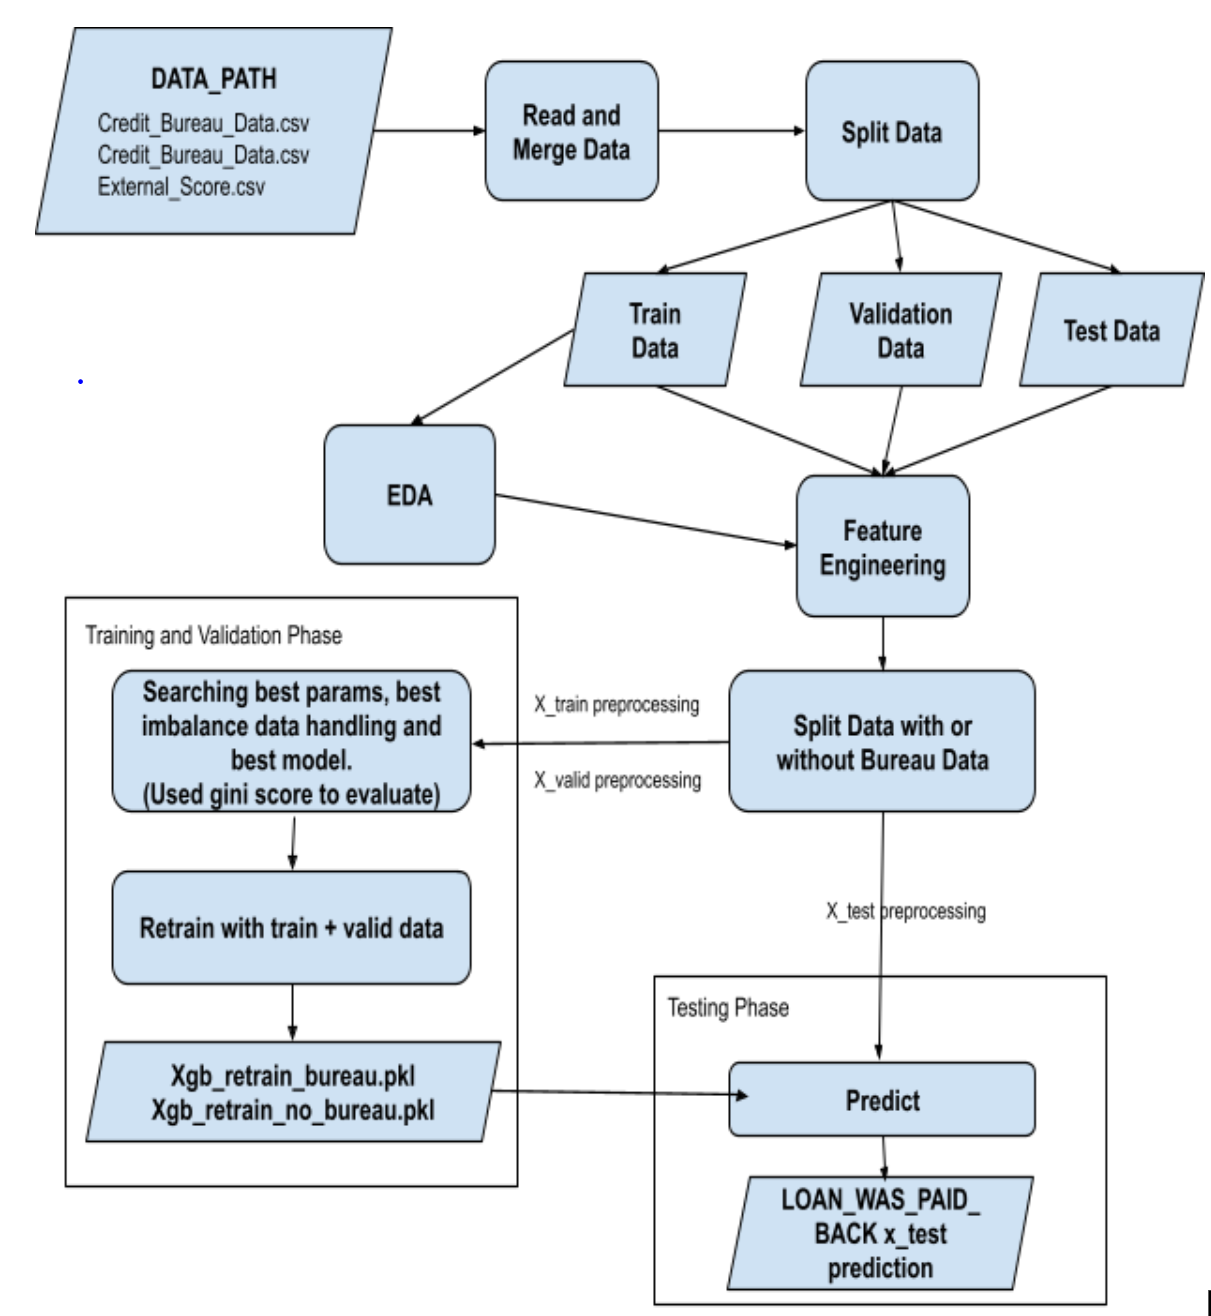 DATA_PATH
Credit_Bureau_Data.csv
Credit_Bureau_Data.csv
External_Score.csv
Read and
Merge Data
Split Data
Train
Data
Validation
Data
Test Data
EDA
Feature
Engineering
Training and Validation Phase
Searching best params, best
imbalance data handling and
best model.
(Used gini score to evaluate)
X_train preprocessing
X_valid preprocessing
Split Data with or
without Bureau Data
Retrain with train + valid data
X_test preprocessing
Xgb_retrain_bureau.pkl
Xgb_retrain_no_bureau.pkl
Testing Phase
Predict
LOAN_WAS_PAID_
BACK x_test
prediction